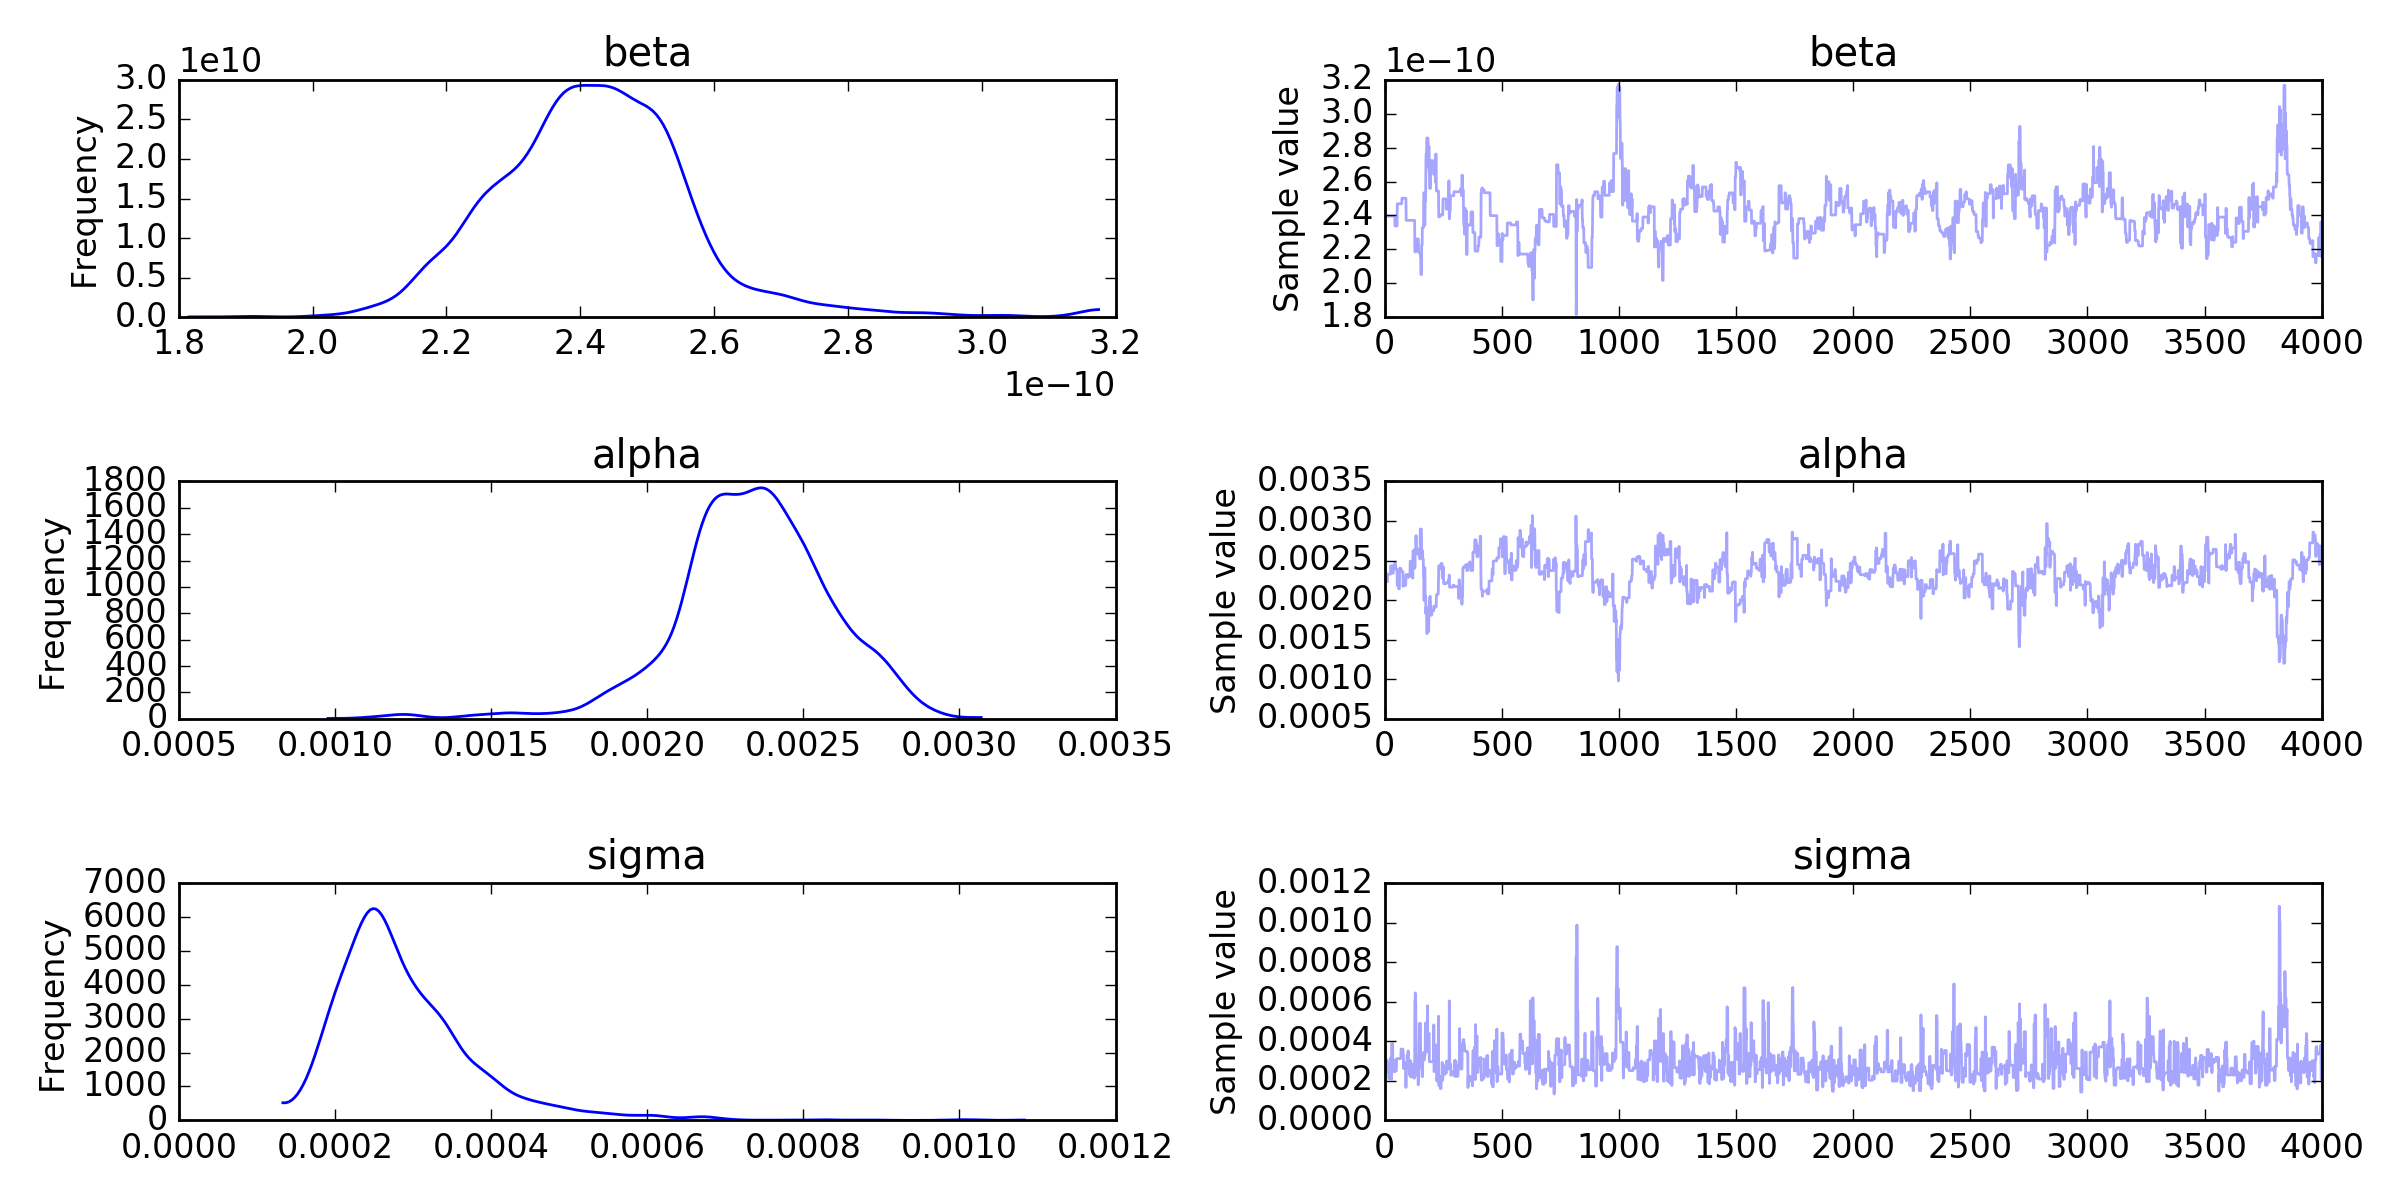 beta
1e10
3.0
2.5
2.0
1.5
1.0
0.5
0.0
Frequency
1.8 2.0 2.2 2.4 2.6 2.8 3.0 3.2
1e−10
beta
1e−10
3.2
3.0
2.8
2.6
2.4
2.2
2.0
1.8
Sample value
0 500 1000 1500 2000 2500 3000 3500 4000
alpha
1800
1600
1400
1200
1000
800
600
400
200
0
Frequency
0.0005 0.0010 0.0015 0.0020 0.0025 0.0030 0.0035
alpha
0.0035
0.0030
0.0025
0.0020
0.0015
0.0010
0.0005
Sample value
0 500 1000 1500 2000 2500 3000 3500 4000
sigma
7000
6000
5000
4000
3000
2000
1000
0
Frequency
0.0000 0.0002 0.0004 0.0006 0.0008 0.0010 0.0012
sigma
0.0012
0.0010
0.0008
0.0006
0.0004
0.0002
0.0000
Sample value
0 500 1000 1500 2000 2500 3000 3500 4000